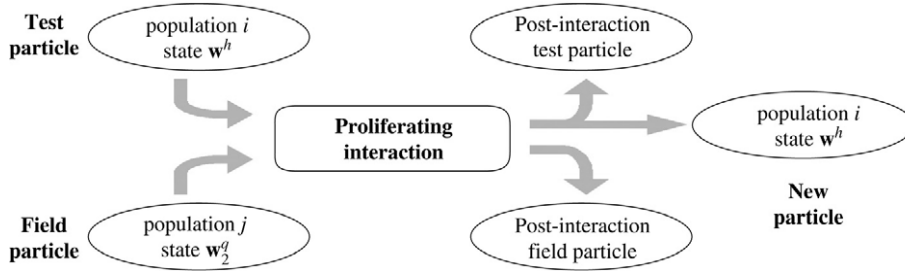 Test
particle
population i
state w^h
Post-interaction
test particle
Proliferating
interaction
population i
state w^h
New
particle
Field
particle
population j
state w_2^q
Post-interaction
field particle